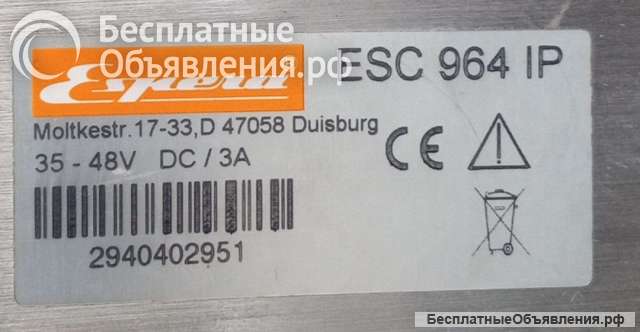 Бесплатные
Объявления.рф
Espera
ESC 964 IP
Moltkestr.17-33,D 47058 Duisburg
35 - 48V DC / 3A
CE
2940402951
БесплатныеОбъявления.рф